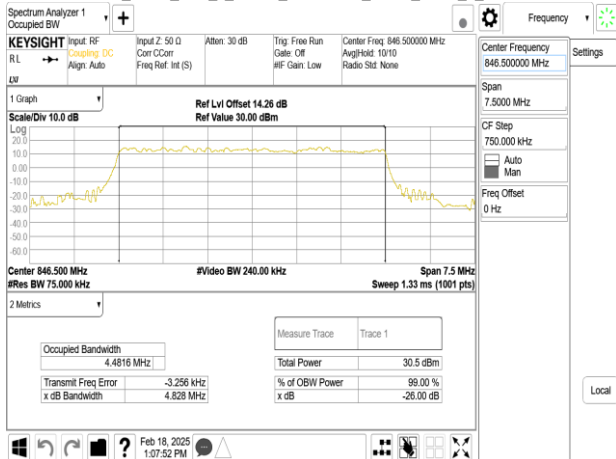 Spectrum Analyzer 1
Occupied BW
Frequency
KEYSIGHT
RL
LXI
Input: RF
Coupling: DC
Align: Auto
Input Z: 50 Ω
Corr CCorr
Freq Ref: Int (S)
Atten: 30 dB
Trig: Free Run
Gate: Off
#IF Gain: Low
Center Freq: 846.500000 MHz
Avg|Hold: 10/10
Radio Std: None
Center Frequency
846.500000 MHz
Settings
Span
7.5000 MHz
CF Step
750.000 kHz
Auto
Man
Freq Offset
0 Hz
Local
1 Graph
Scale/Div 10.0 dB
Ref Lvl Offset 14.26 dB
Ref Value 30.00 dBm
Log
20.0
10.0
0.00
-10.0
-20.0
-30.0
-40.0
-50.0
-60.0
Center 846.500 MHz
#Video BW 240.00 kHz
Span 7.5 MHz
#Res BW 75.000 kHz
Sweep 1.33 ms (1001 pts)
2 Metrics
Measure Trace
Trace 1
Occupied Bandwidth
4.4816 MHz
Total Power
30.5 dBm
Transmit Freq Error
-3.256 kHz
% of OBW Power
99.00 %
x dB Bandwidth
4.828 MHz
x dB
-26.00 dB
?
Feb 18, 2025
1:07:52 PM